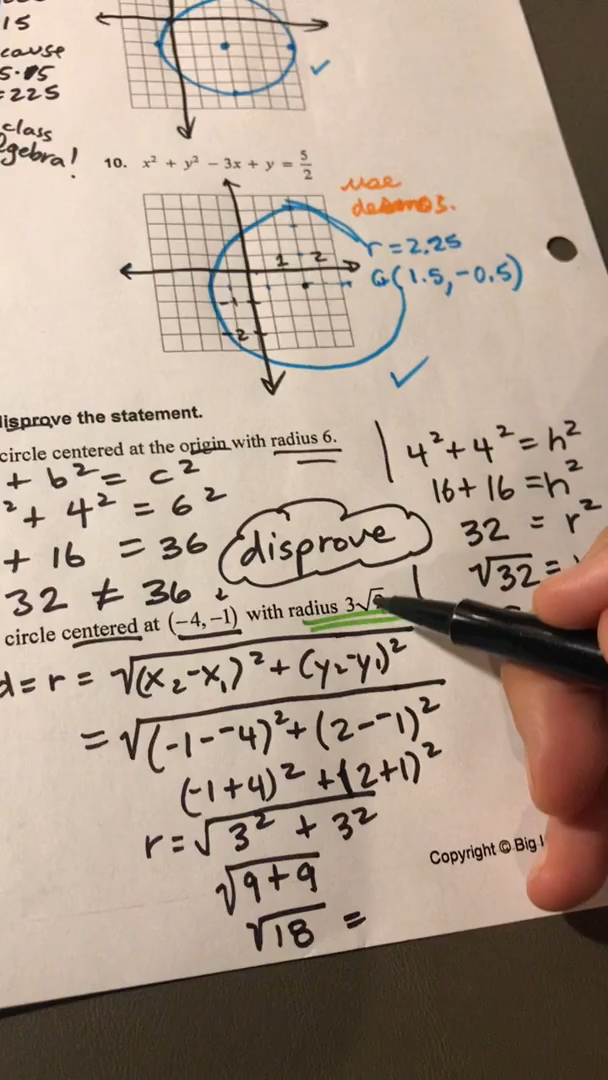 15
cause
5·15
=225
class
algebra!
10. x² + y² − 3x + y = 5/2
use
desmos.
1 2
r = 2.25
(1.5, -0.5)
-1
-2
disprove the statement.
circle centered at the origin with radius 6.
+ b² = c²
² + 4² = 6²
+ 16 = 36
32 ≠ 36
disprove
4² + 4² = h²
16 + 16 = h²
32 = r²
√32 =
circle centered at (−4, −1) with radius 3√
d = r = √(x₂-x₁)² + (y₂-y₁)²
= √(-1--4)² + (2--1)²
(-1+4)² + (2+1)²
r = √3² + 3²
√9+9
√18 =
Copyright © Big